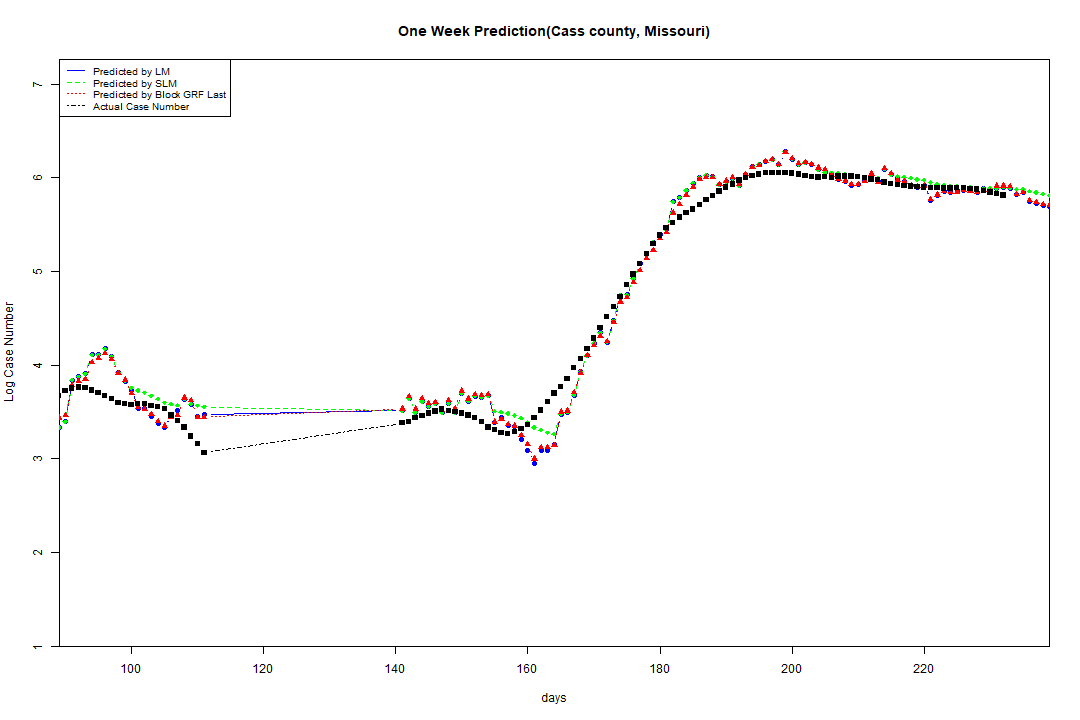 One Week Prediction(Cass county, Missouri)
Predicted by LM
Predicted by SLM
Predicted by Block GRF Last
Actual Case Number
7
6
5
4
3
2
1
Log Case Number
100 120 140 160 180 200 220
days